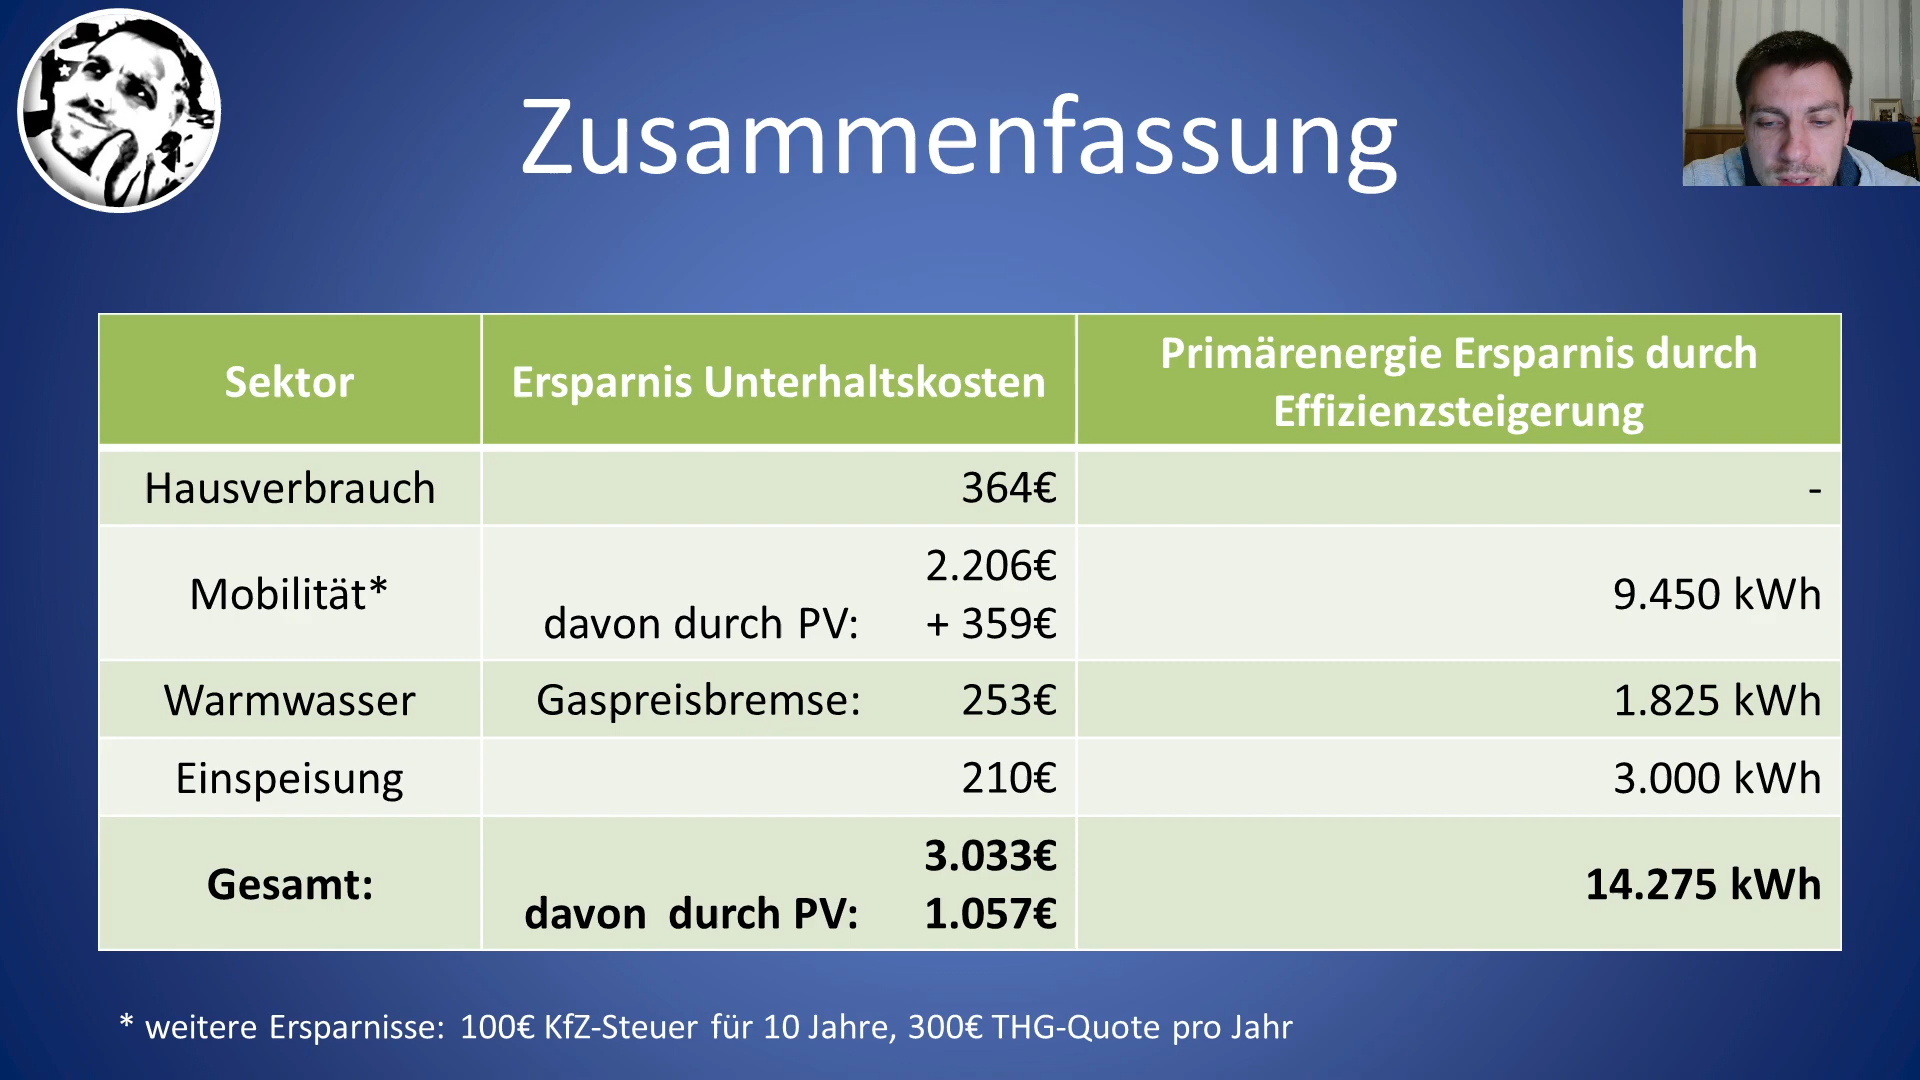 Zusammenfassung
Sektor
Ersparnis Unterhaltskosten
Primärenergie Ersparnis durch
Effizienzsteigerung
Hausverbrauch
364€
-
Mobilität*
2.206€
davon durch PV: + 359€
9.450 kWh
Warmwasser
Gaspreisbremse: 253€
1.825 kWh
Einspeisung
210€
3.000 kWh
Gesamt:
3.033€
davon durch PV: 1.057€
14.275 kWh
* weitere Ersparnisse: 100€ KfZ-Steuer für 10 Jahre, 300€ THG-Quote pro Jahr